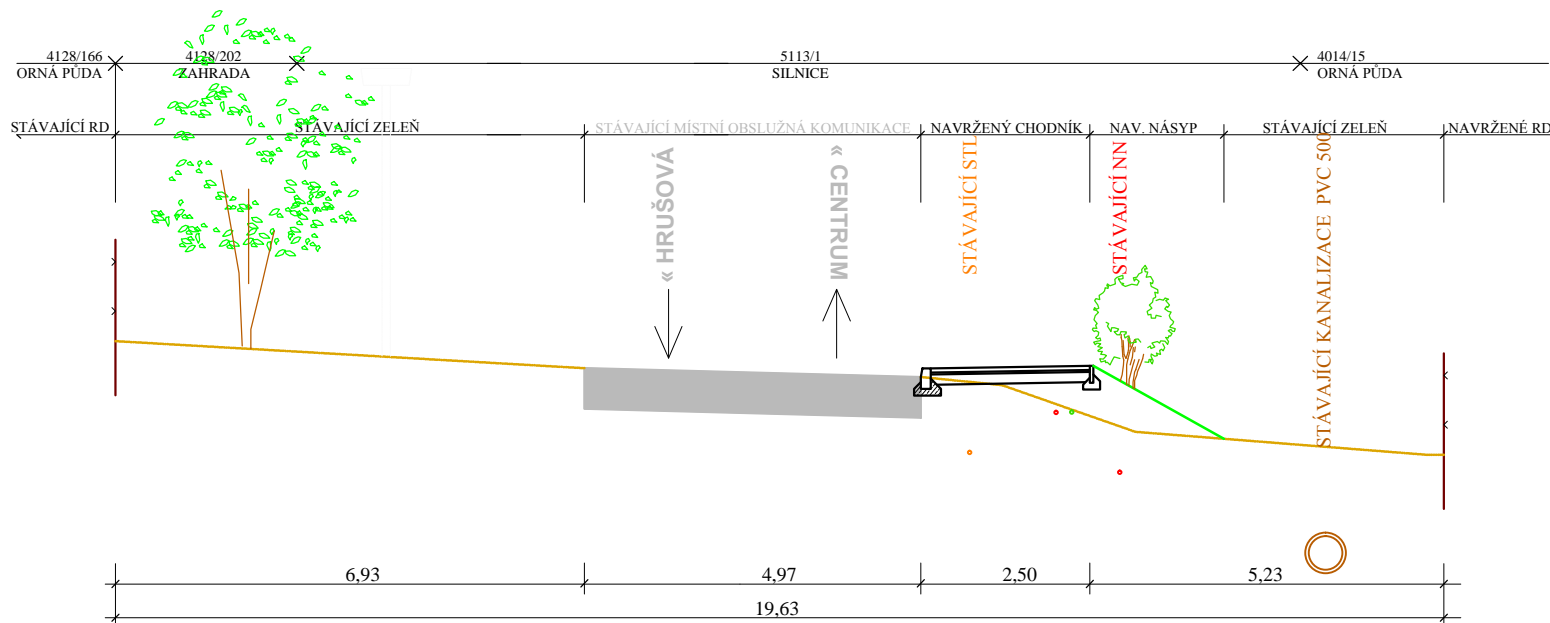 4128/166
ORNÁ PŮDA
4128/202
ZAHRADA
5113/1
SILNICE
4014/15
ORNÁ PŮDA
STÁVAJÍCÍ RD
STÁVAJÍCÍ ZELEŇ
STÁVAJÍCÍ MÍSTNÍ OBSLUŽNÁ KOMUNIKACE
NAVRŽENÝ CHODNÍK
NAV. NÁSYP
STÁVAJÍCÍ ZELEŇ
NAVRŽENÉ RD
« HRUŠOVÁ
« CENTRUM
STÁVAJÍCÍ STL
STÁVAJÍCÍ NN
STÁVAJÍCÍ KANALIZACE PVC 500
6,93
4,97
2,50
5,23
19,63